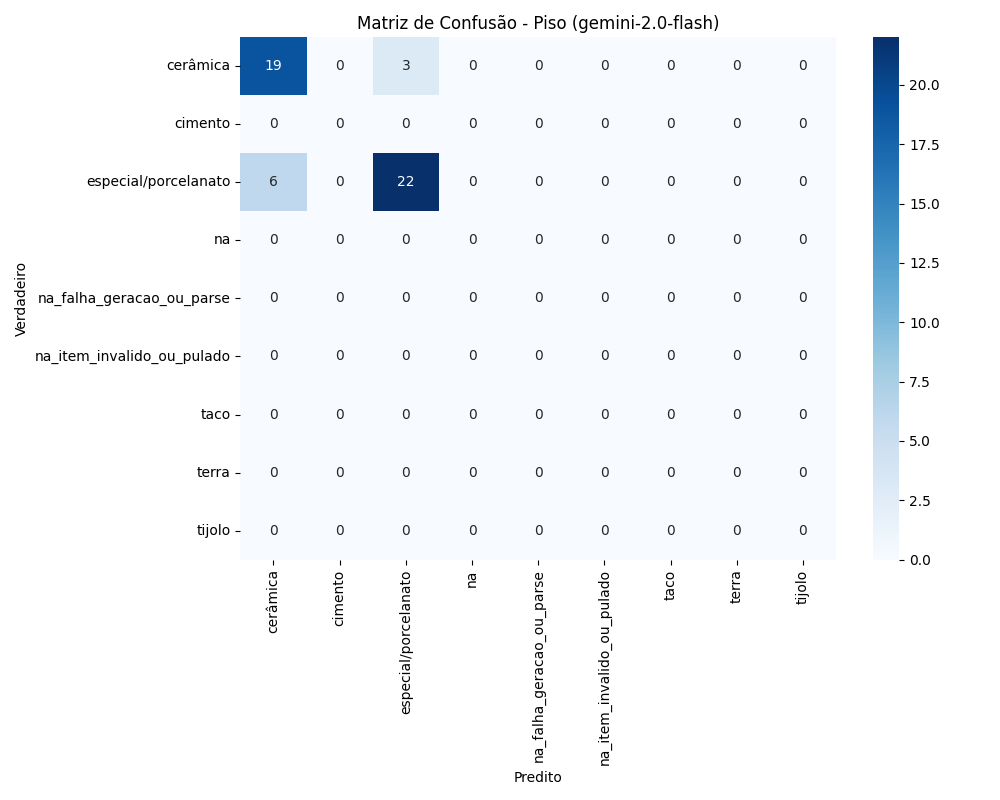 Matriz de Confusão - Piso (gemini-2.0-flash)
cerâmica 19 0 3 0 0 0 0 0 0
cimento 0 0 0 0 0 0 0 0 0
especial/porcelanato 6 0 22 0 0 0 0 0 0
na 0 0 0 0 0 0 0 0 0
na_falha_geracao_ou_parse 0 0 0 0 0 0 0 0 0
na_item_invalido_ou_pulado 0 0 0 0 0 0 0 0 0
taco 0 0 0 0 0 0 0 0 0
terra 0 0 0 0 0 0 0 0 0
tijolo 0 0 0 0 0 0 0 0 0
Verdadeiro
cerâmica
cimento
especial/porcelanato
na
na_falha_geracao_ou_parse
na_item_invalido_ou_pulado
taco
terra
tijolo
Predito
20.0
17.5
15.0
12.5
10.0
7.5
5.0
2.5
0.0